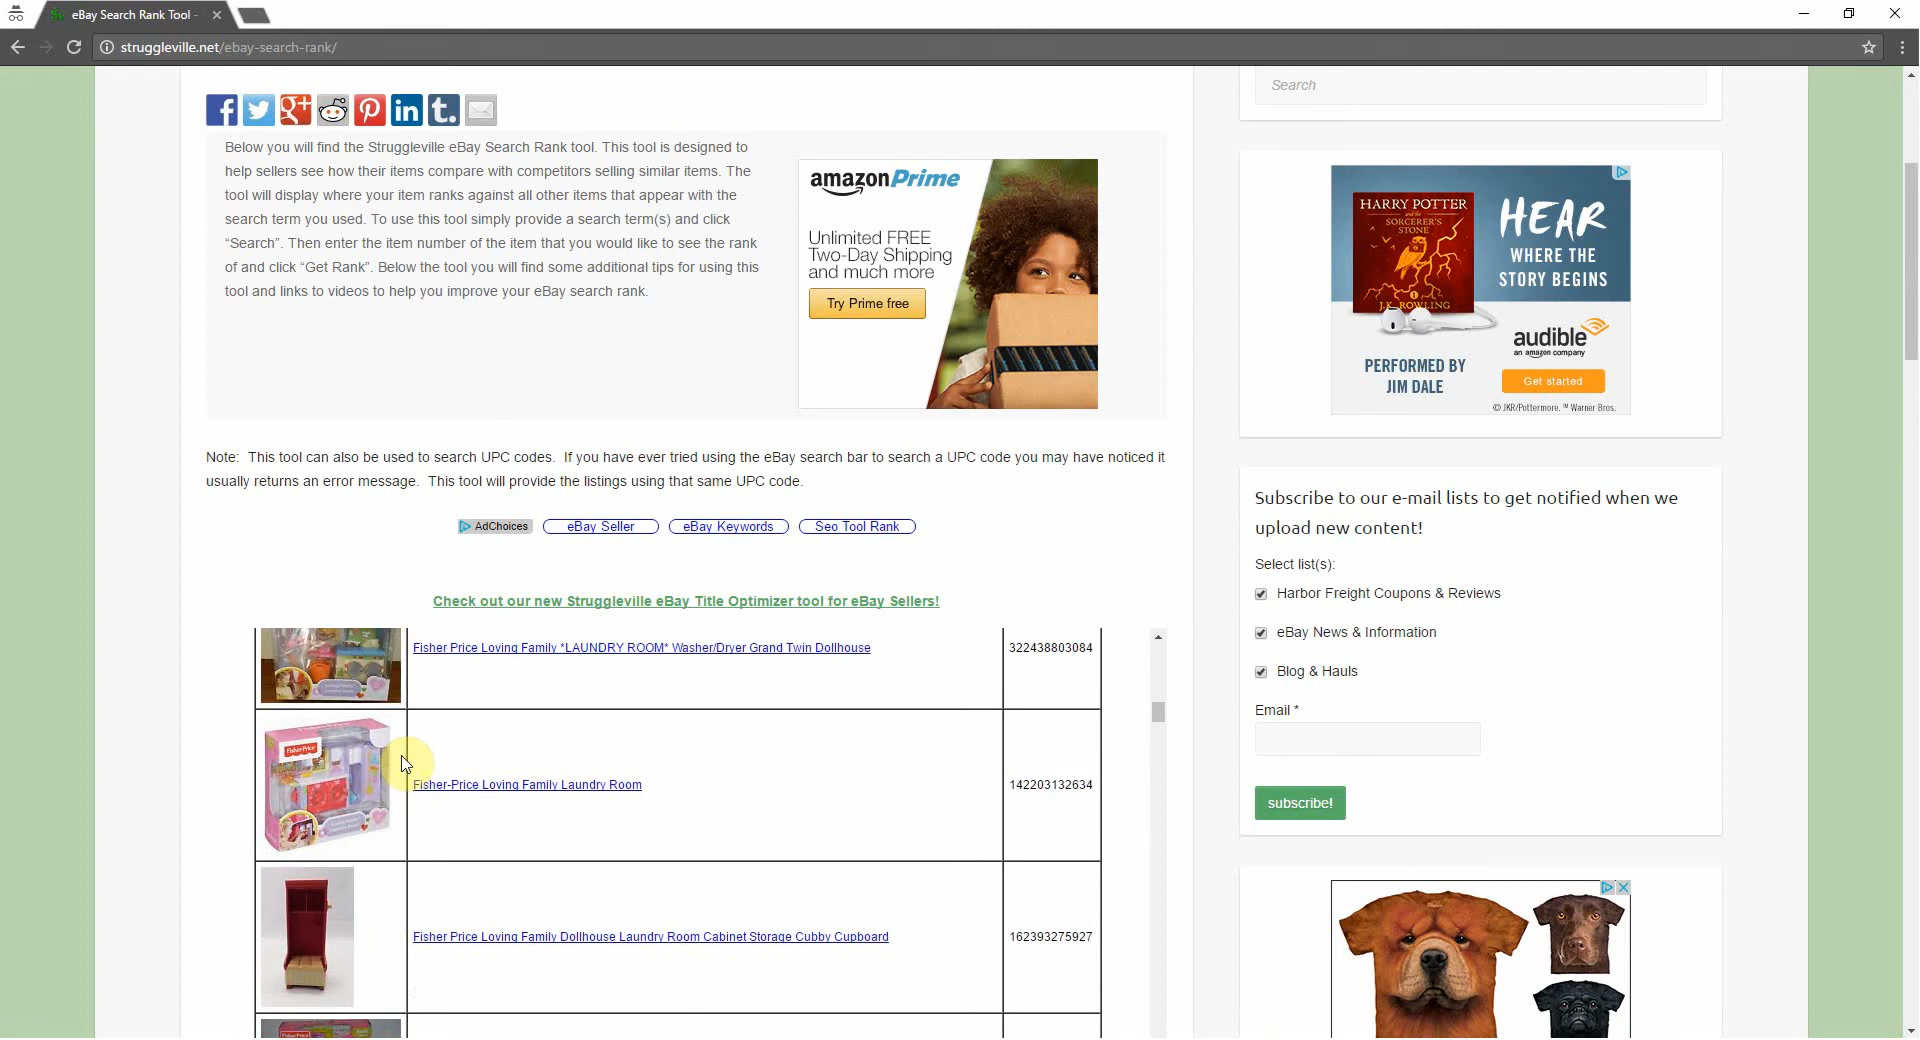 eBay Search Rank Tool -
struggleville.net/ebay-search-rank/
Search
Below you will find the Struggleville eBay Search Rank tool. This tool is designed to
help sellers see how their items compare with competitors selling similar items. The
tool will display where your item ranks against all other items that appear with the
search term you used. To use this tool simply provide a search term(s) and click
“Search”. Then enter the item number of the item that you would like to see the rank
of and click “Get Rank”. Below the tool you will find some additional tips for using this
tool and links to videos to help you improve your eBay search rank.
amazonPrime
Unlimited FREE
Two-Day Shipping
and much more
Try Prime free
HARRY POTTER
and the
SORCERER'S
STONE
J.K. ROWLING
HEAR
WHERE THE
STORY BEGINS
audible
an amazon company
PERFORMED BY
JIM DALE
Get started
© JKR/Pottermore. ™ Warner Bros.
Note:  This tool can also be used to search UPC codes.  If you have ever tried using the eBay search bar to search a UPC code you may have noticed it
usually returns an error message.  This tool will provide the listings using that same UPC code.
AdChoices
eBay Seller
eBay Keywords
Seo Tool Rank
Check out our new Struggleville eBay Title Optimizer tool for eBay Sellers!
Fisher Price Loving Family *LAUNDRY ROOM* Washer/Dryer Grand Twin Dollhouse
322438803084
Fisher-Price
Fisher-Price Loving Family Laundry Room
142203132634
Fisher Price Loving Family Dollhouse Laundry Room Cabinet Storage Cubby Cupboard
162393275927
Subscribe to our e-mail lists to get notified when we
upload new content!
Select list(s):
Harbor Freight Coupons & Reviews
eBay News & Information
Blog & Hauls
Email *
subscribe!